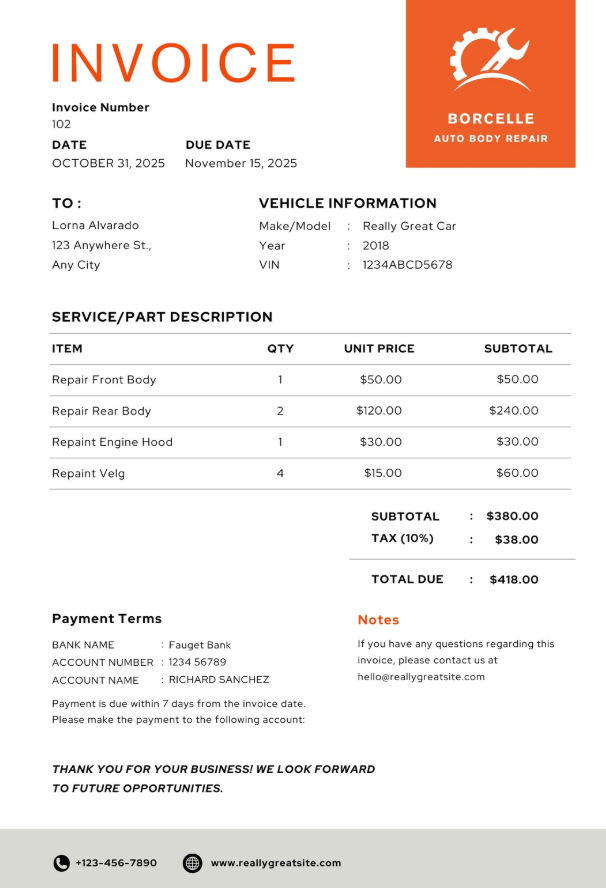 INVOICE
BORCELLE
AUTO BODY REPAIR
Invoice Number
102
DATE DUE DATE
OCTOBER 31, 2025 November 15, 2025
TO : VEHICLE INFORMATION
Lorna Alvarado Make/Model : Really Great Car
123 Anywhere St., Year : 2018
Any City VIN : 1234ABCD5678
SERVICE/PART DESCRIPTION
ITEM QTY UNIT PRICE SUBTOTAL
Repair Front Body 1 $50.00 $50.00
Repair Rear Body 2 $120.00 $240.00
Repaint Engine Hood 1 $30.00 $30.00
Repaint Velg 4 $15.00 $60.00
SUBTOTAL : $380.00
TAX (10%) : $38.00
TOTAL DUE : $418.00
Payment Terms
BANK NAME : Fauget Bank
ACCOUNT NUMBER : 1234 56789
ACCOUNT NAME : RICHARD SANCHEZ
Payment is due within 7 days from the invoice date.
Please make the payment to the following account:
Notes
If you have any questions regarding this
invoice, please contact us at
hello@reallygreatsite.com
THANK YOU FOR YOUR BUSINESS! WE LOOK FORWARD
TO FUTURE OPPORTUNITIES.
+123-456-7890 www.reallygreatsite.com